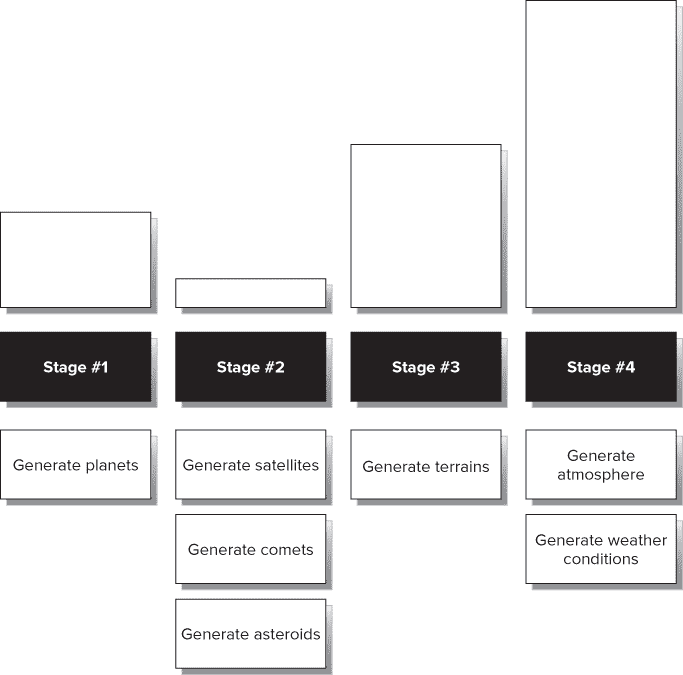 Stage #1
Stage #2
Stage #3
Stage #4
Generate planets
Generate satellites
Generate terrains
Generate
atmosphere
Generate comets
Generate weather
conditions
Generate asteroids